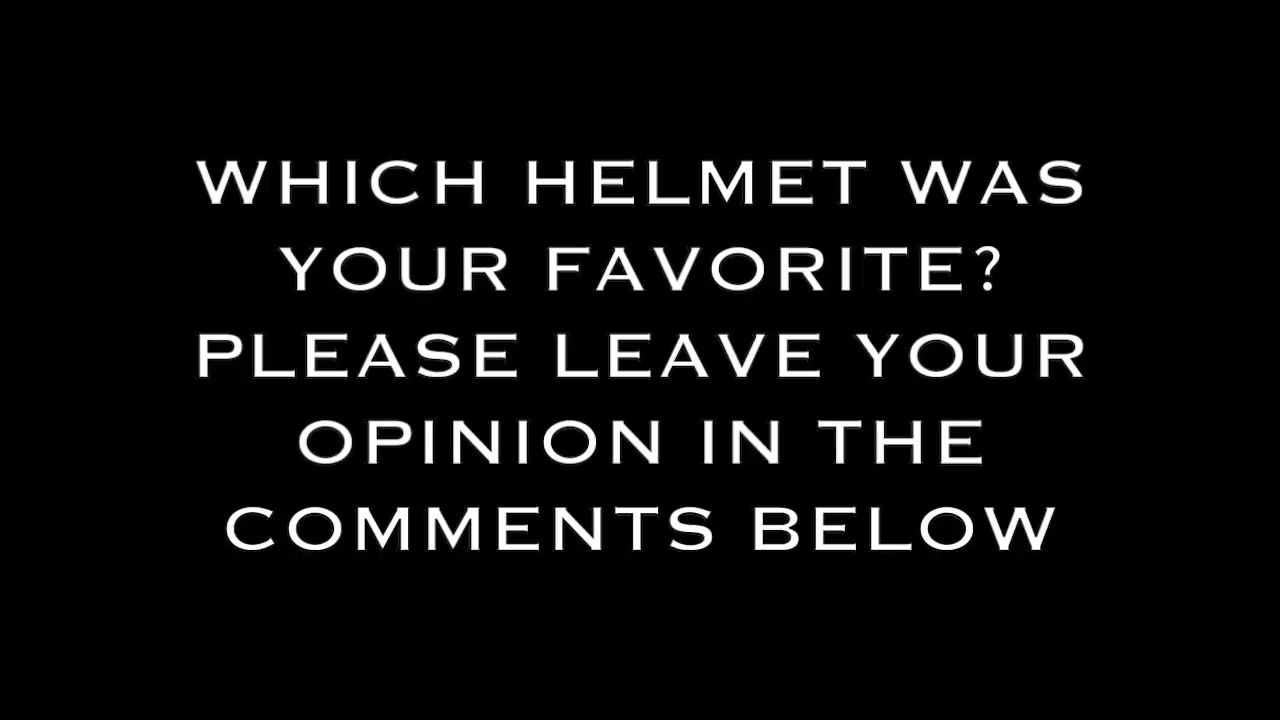 WHICH HELMET WAS
YOUR FAVORITE?
PLEASE LEAVE YOUR
OPINION IN THE
COMMENTS BELOW